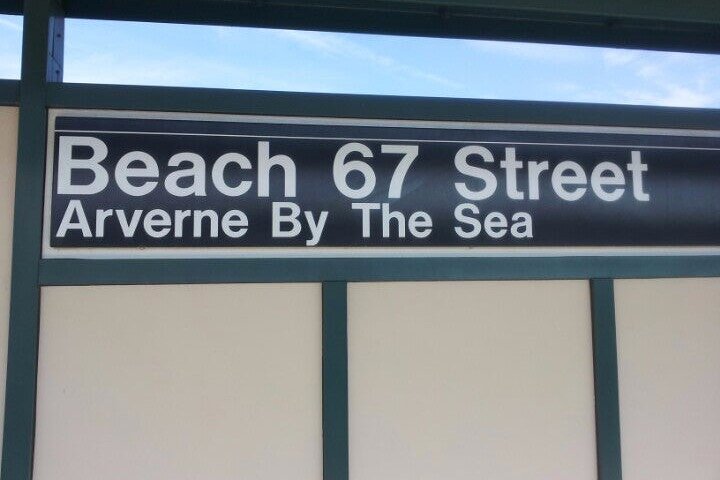 Beach 67 Street
Arverne By The Sea